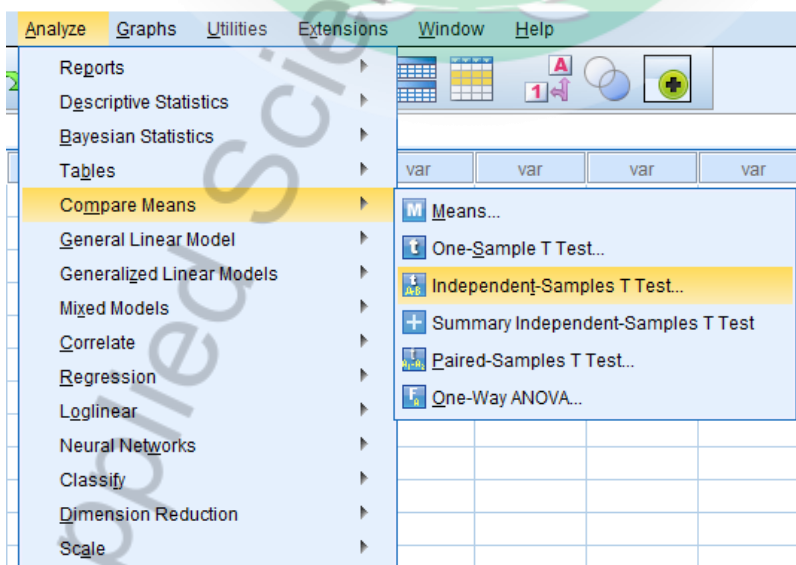 Analyze Graphs Utilities Extensions Window Help
Reports
Descriptive Statistics
Bayesian Statistics
Tables
var var var var
Compare Means
General Linear Model
Generalized Linear Models
Mixed Models
Correlate
Regression
Loglinear
Neural Networks
Classify
Dimension Reduction
Scale
Means...
One-Sample T Test...
Independent-Samples T Test...
Summary Independent-Samples T Test
Paired-Samples T Test...
One-Way ANOVA...
A
1